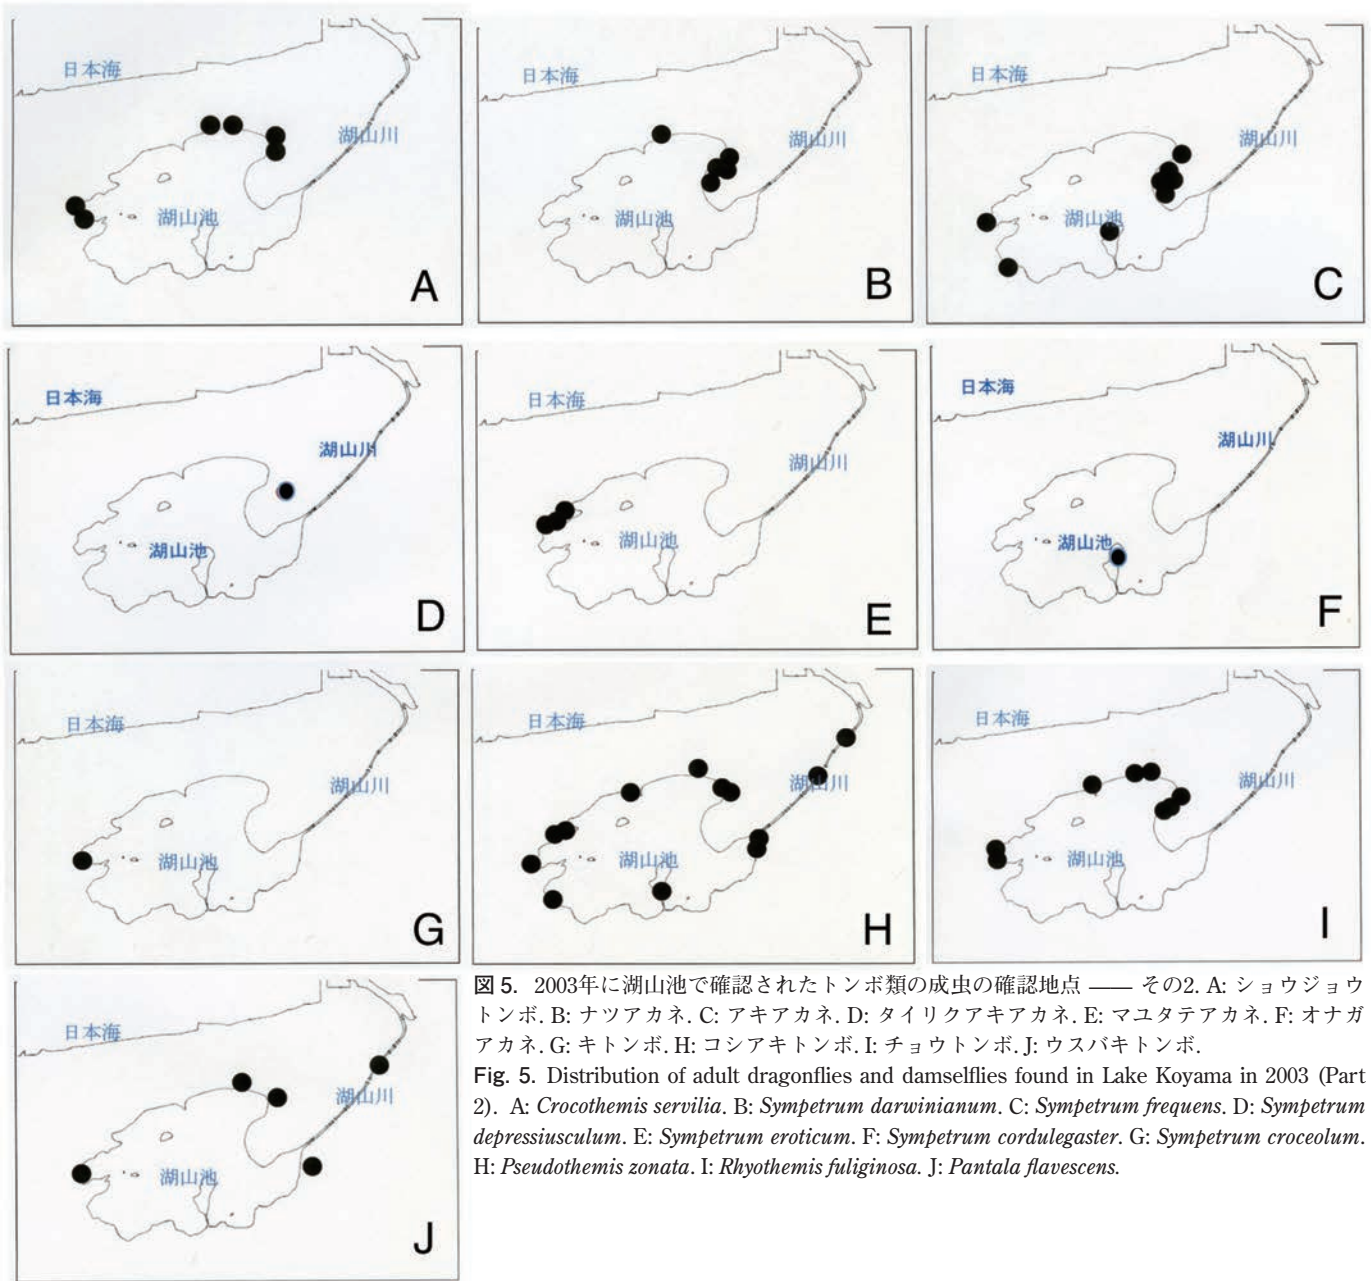 日本海
湖山川
湖山池
A
日本海
湖山川
湖山池
B
日本海
湖山川
湖山池
C
日本海
湖山川
湖山池
D
日本海
湖山川
湖山池
E
日本海
湖山川
湖山池
F
日本海
湖山川
湖山池
G
日本海
湖山川
湖山池
H
日本海
湖山川
湖山池
I
日本海
湖山川
湖山池
J
図5. 2003年に湖山池で確認されたトンボ類の成虫の確認地点 —— その2. A: ショウジョウ
トンボ. B: ナツアカネ. C: アキアカネ. D: タイリクアキアカネ. E: マユタテアカネ. F: オナガ
アカネ. G: キトンボ. H: コシアキトンボ. I: チョウトンボ. J: ウスバキトンボ.
Fig. 5. Distribution of adult dragonflies and damselflies found in Lake Koyama in 2003 (Part
2). A: Crocothemis servilia. B: Sympetrum darwinianum. C: Sympetrum frequens. D: Sympetrum
depressiusculum. E: Sympetrum eroticum. F: Sympetrum cordulegaster. G: Sympetrum croceolum.
H: Pseudothemis zonata. I: Rhyothemis fuliginosa. J: Pantala flavescens.